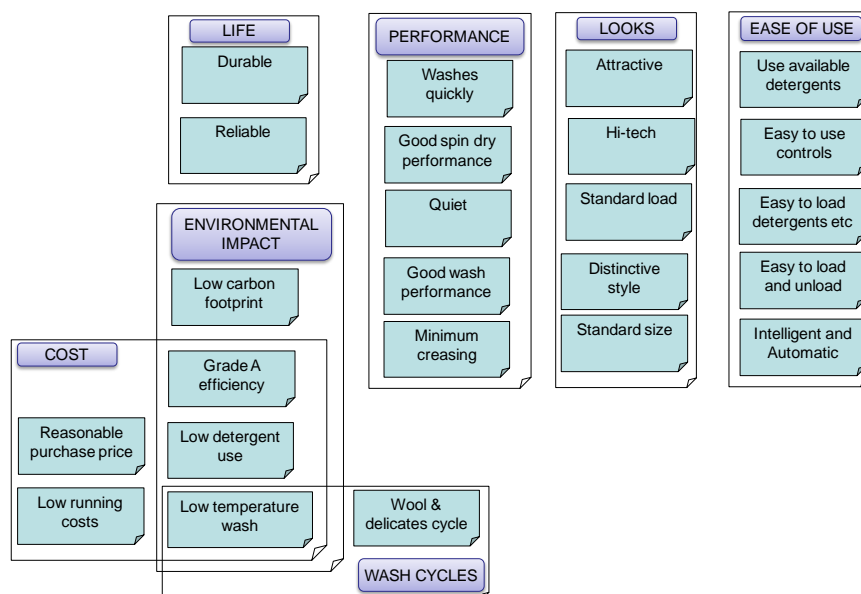 LIFE
Durable
Reliable
PERFORMANCE
Washes
quickly
Good spin dry
performance
Quiet
Good wash
performance
Minimum
creasing
LOOKS
Attractive
Hi-tech
Standard load
Distinctive
style
Standard size
EASE OF USE
Use available
detergents
Easy to use
controls
Easy to load
detergents etc
Easy to load
and unload
Intelligent and
Automatic
ENVIRONMENTAL
IMPACT
Low carbon
footprint
Grade A
efficiency
Low detergent
use
Low temperature
wash
COST
Reasonable
purchase price
Low running
costs
Wool &
delicates cycle
WASH CYCLES